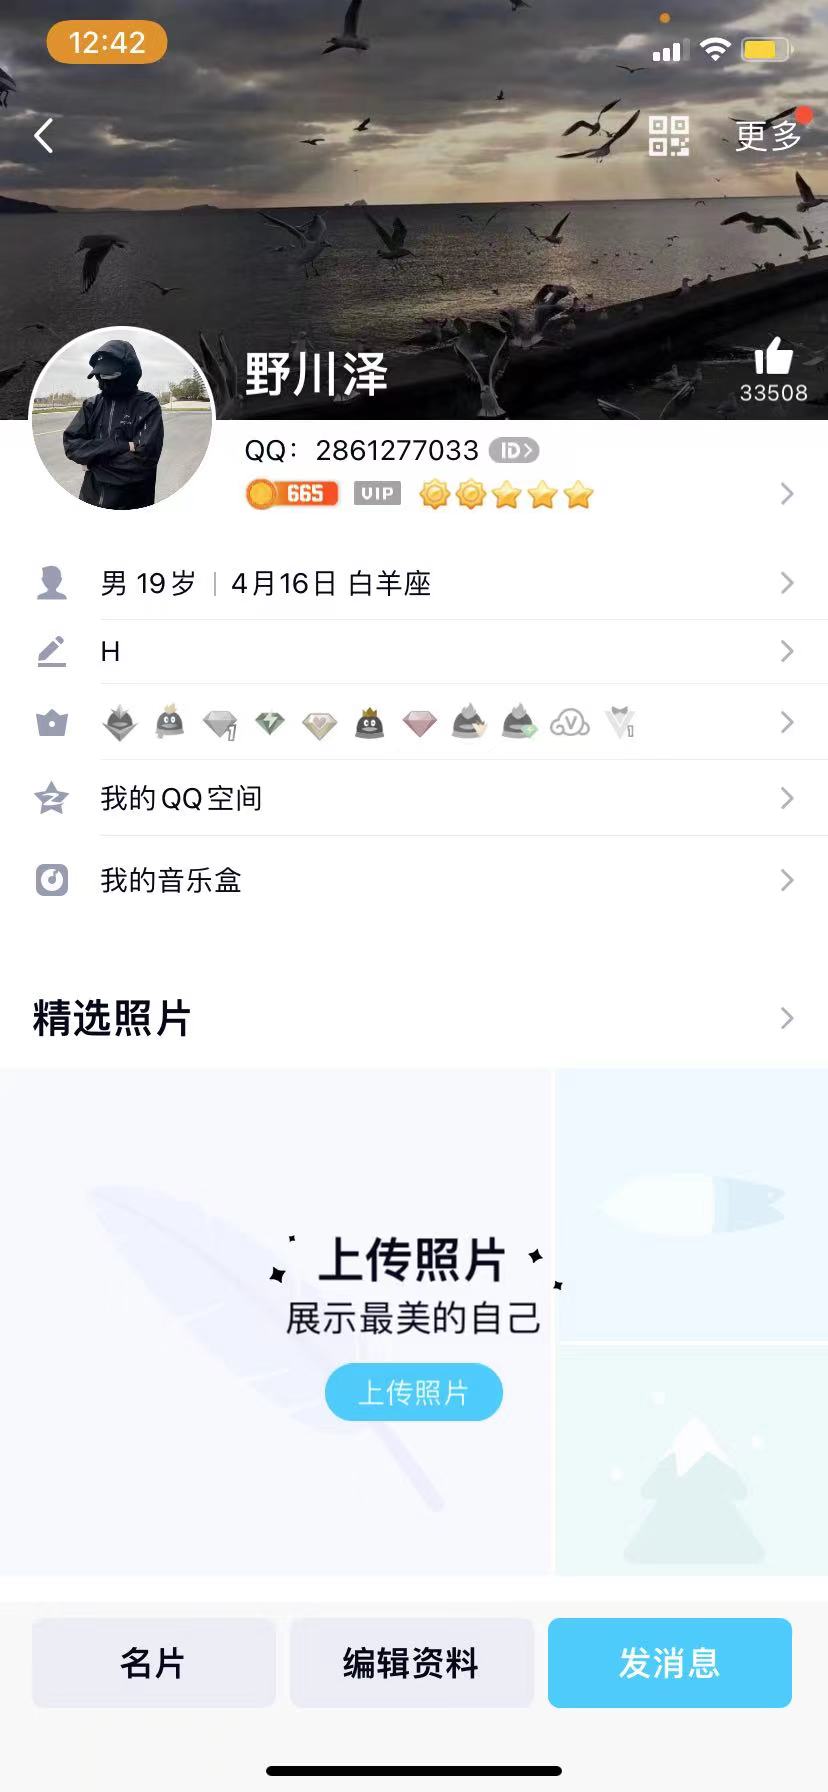 12:42
更多
野川泽
33508
QQ：2861277033 ID
665 VIP
男 19岁 | 4月16日 白羊座
H
我的QQ空间
我的音乐盒
精选照片
上传照片
展示最美的自己
上传照片
名片 编辑资料 发消息